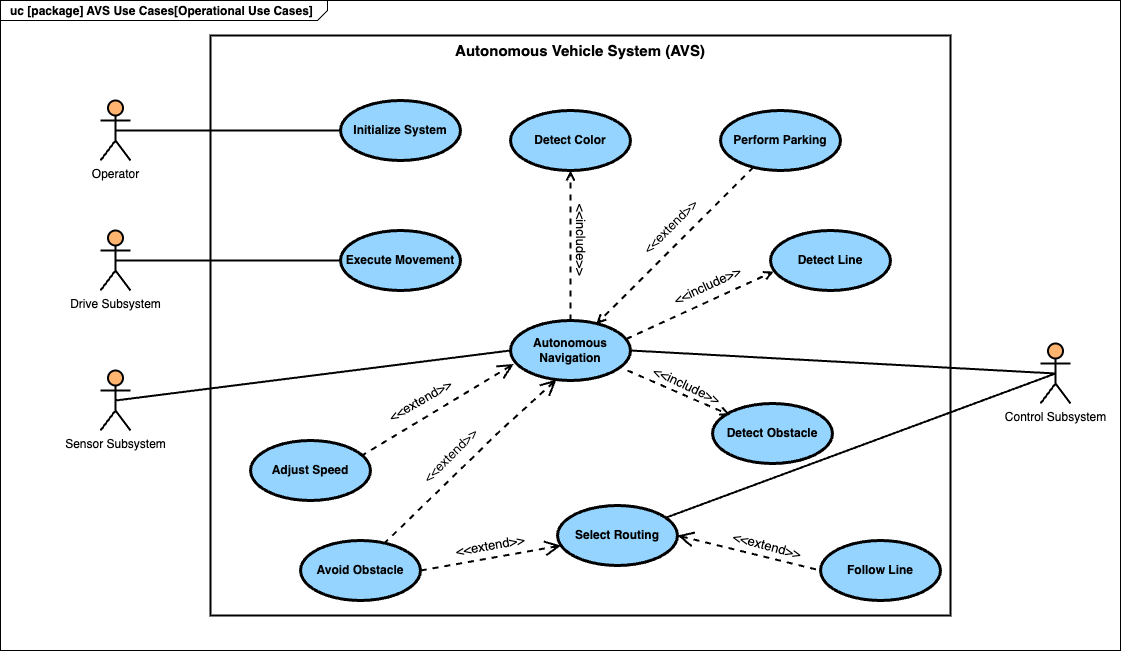 uc [package] AVS Use Cases[Operational Use Cases]
Autonomous Vehicle System (AVS)
Operator
Initialize System
Detect Color
Perform Parking
<<include>>
<<extend>>
Drive Subsystem
Execute Movement
Detect Line
<<include>>
Autonomous
Navigation
Sensor Subsystem
Control Subsystem
<<extend>>
<<include>>
Detect Obstacle
<<extend>>
Adjust Speed
Select Routing
<<extend>>
<<extend>>
Avoid Obstacle
Follow Line